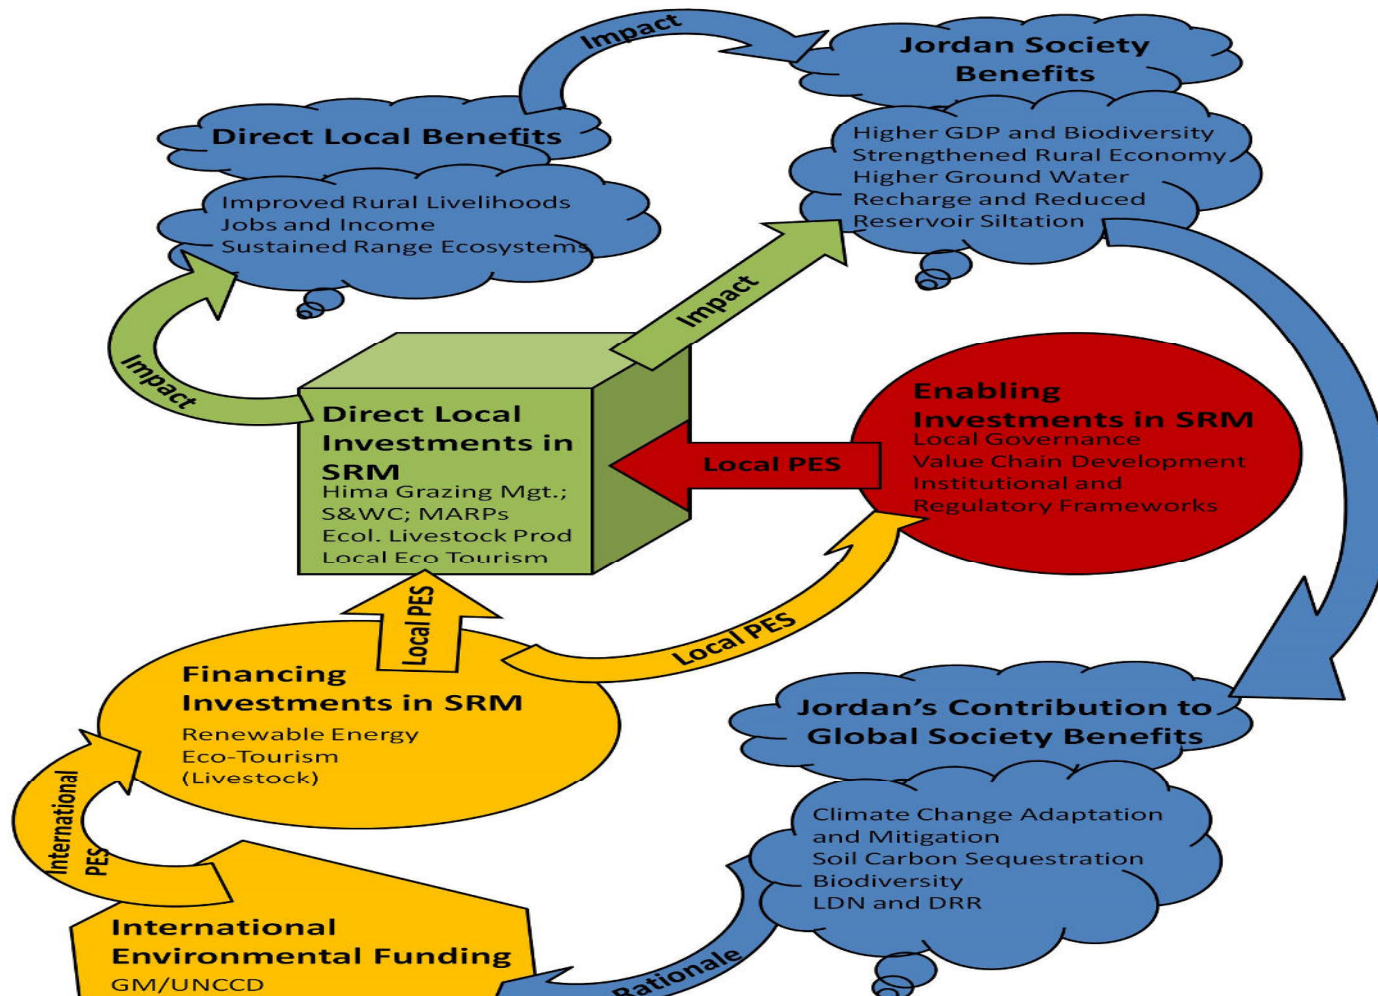 Impact
Jordan Society
Benefits
Direct Local Benefits
Higher GDP and Biodiversity
Strengthened Rural Economy
Higher Ground Water
Recharge and Reduced
Reservoir Siltation
Improved Rural Livelihoods
Jobs and Income
Sustained Range Ecosystems
Impact
Impact
Direct Local
Investments in
SRM
Hima Grazing Mgt.;
S&WC; MARPs
Ecol. Livestock Prod
Local Eco Tourism
Local PES
Enabling
Investments in SRM
Local Governance
Value Chain Development
Institutional and
Regulatory Frameworks
Local PES
Local PES
Financing
Investments in SRM
Renewable Energy
Eco-Tourism
(Livestock)
Jordan’s Contribution to
Global Society Benefits
Climate Change Adaptation
and Mitigation
Soil Carbon Sequestration
Biodiversity
LDN and DRR
International
PES
International
Environmental Funding
GM/UNCCD
Rationale